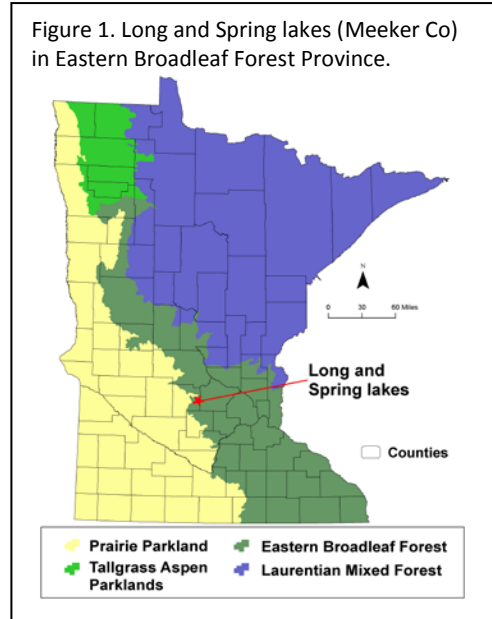 Figure 1. Long and Spring lakes (Meeker Co)
in Eastern Broadleaf Forest Province.
N
0 30 60 Miles
Long and
Spring lakes
Counties
Prairie Parkland
Eastern Broadleaf Forest
Tallgrass Aspen
Parklands
Laurentian Mixed Forest